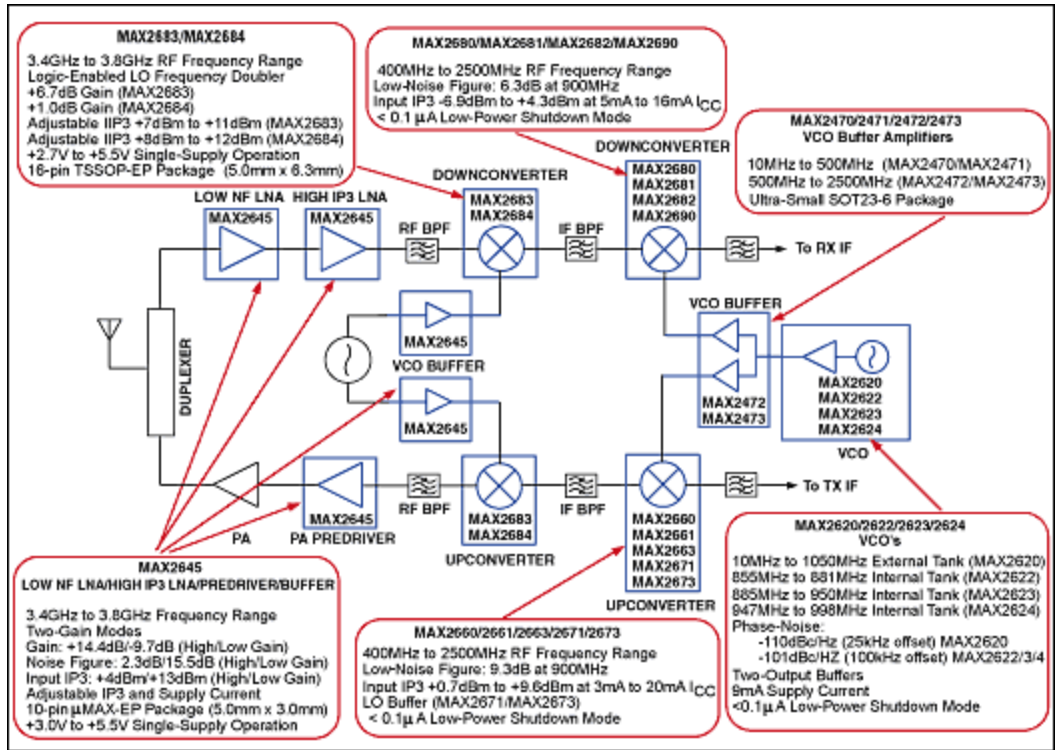 MAX2683/MAX2684
3.4GHz to 3.8GHz RF Frequency Range
Logic-Enabled LO Frequency Doubler
+6.7dB Gain (MAX2683)
+1.0dB Gain (MAX2684)
Adjustable IIP3 +7dBm to +11dBm (MAX2683)
Adjustable IIP3 +8dBm to +12dBm (MAX2684)
+2.7V to +5.5V Single-Supply Operation
16-pin TSSOP-EP Package (5.0mm x 6.3mm)
MAX2680/MAX2681/MAX2682/MAX2690
400MHz to 2500MHz RF Frequency Range
Low-Noise Figure: 6.3dB at 900MHz
Input IP3 -6.9dBm to +4.3dBm at 5mA to 16mA ICC
< 0.1 µA Low-Power Shutdown Mode
MAX2470/2471/2472/2473
VCO Buffer Amplifiers
10MHz to 500MHz (MAX2470/MAX2471)
500MHz to 2500MHz (MAX2472/MAX2473)
Ultra-Small SOT23-6 Package
LOW NF LNA
HIGH IP3 LNA
DOWNCONVERTER
DOWNCONVERTER
MAX2645
MAX2645
RF BPF
MAX2683
MAX2684
IF BPF
MAX2680
MAX2681
MAX2682
MAX2690
To RX IF
DUPLEXER
MAX2645
VCO BUFFER
MAX2645
VCO BUFFER
MAX2472
MAX2473
MAX2620
MAX2622
MAX2623
MAX2624
VCO
PA
MAX2645
PA PREDRIVER
RF BPF
MAX2683
MAX2684
UPCONVERTER
IF BPF
MAX2660
MAX2661
MAX2663
MAX2671
MAX2673
UPCONVERTER
To TX IF
MAX2645
LOW NF LNA/HIGH IP3 LNA/PREDRIVER/BUFFER
3.4GHz to 3.8GHz Frequency Range
Two-Gain Modes
Gain: +14.4dB/-9.7dB (High/Low Gain)
Noise Figure: 2.3dB/15.5dB (High/Low Gain)
Input IP3: +4dBm/+13dBm (High/Low Gain)
Adjustable IP3 and Supply Current
10-pin µMAX-EP Package (5.0mm x 3.0mm)
+3.0V to +5.5V Single-Supply Operation
MAX2660/2661/2663/2671/2673
400MHz to 2500MHz RF Frequency Range
Low-Noise Figure: 9.3dB at 900MHz
Input IP3 +0.7dBm to +9.6dBm at 3mA to 20mA ICC
LO Buffer (MAX2671/MAX2673)
< 0.1µA Low-Power Shutdown Mode
MAX2620/2622/2623/2624
VCO's
10MHz to 1050MHz External Tank (MAX2620)
855MHz to 881MHz Internal Tank (MAX2622)
885MHz to 950MHz Internal Tank (MAX2623)
947MHz to 998MHz Internal Tank (MAX2624)
Phase-Noise:
-110dBc/Hz (25kHz offset) MAX2620
-101dBc/HZ (100kHz offset) MAX2622/3/4
Two-Output Buffers
9mA Supply Current
<0.1µA Low-Power Shutdown Mode